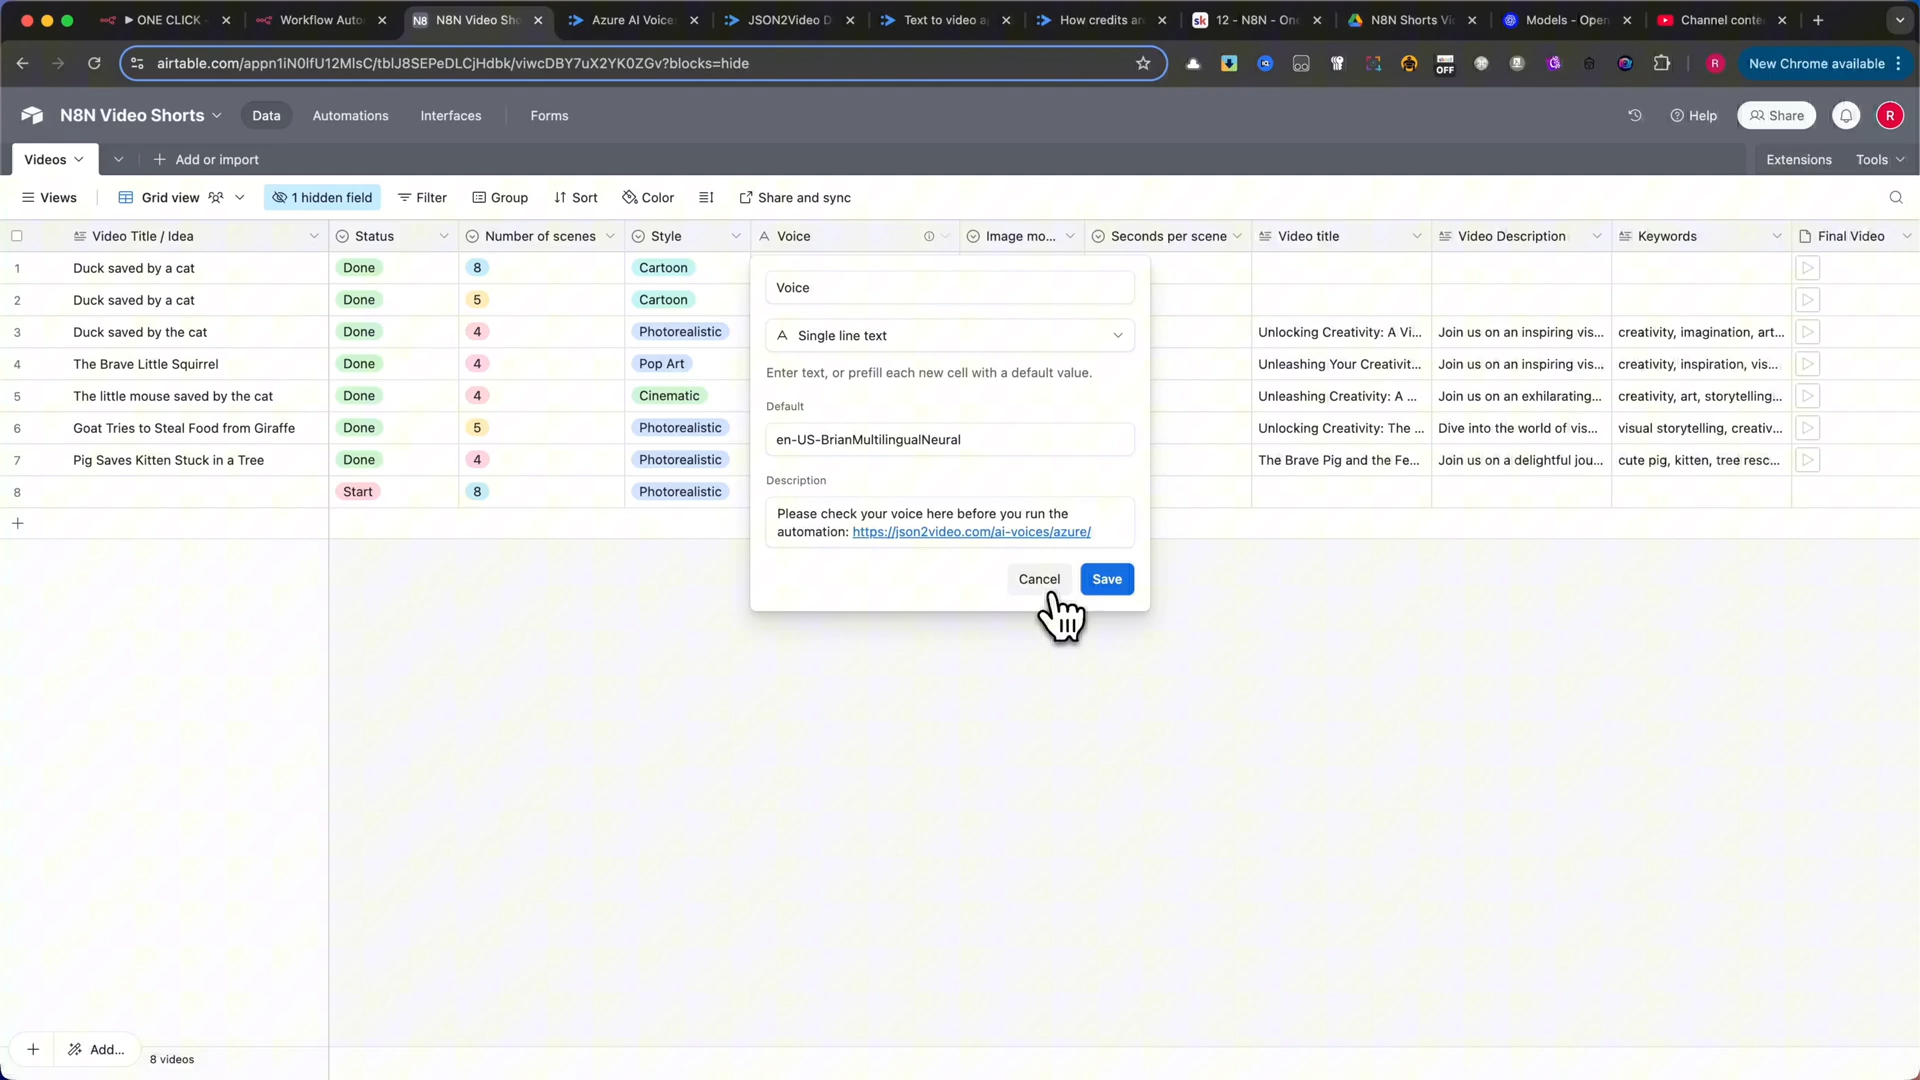 ▶ ONE CLICK -
Workflow Auto
N8 N8N Video Sho
Azure AI Voice
JSON2Video D
Text to video a
How credits ar
sk 12 - N8N - On
N8N Shorts Vi
Models - Open
Channel conte
airtable.com/appn1iN0lfU12MlsC/tblJ8SEPeDLCjHdbk/viwcDBY7uX2YK0ZGv?blocks=hide
OFF
R
New Chrome available
N8N Video Shorts
Data
Automations
Interfaces
Forms
Help
Share
R
Videos
Add or import
Extensions
Tools
Views
Grid view
1 hidden field
Filter
Group
Sort
Color
Share and sync
Video Title / Idea Status Number of scenes Style Voice Image mo... Seconds per scene Video title Video Description Keywords Final Video
1 Duck saved by a cat Done 8 Cartoon
2 Duck saved by a cat Done 5 Cartoon
3 Duck saved by the cat Done 4 Photorealistic Unlocking Creativity: A Vi... Join us on an inspiring vis... creativity, imagination, art...
4 The Brave Little Squirrel Done 4 Pop Art Unleashing Your Creativit... Join us on an inspiring vis... creativity, inspiration, vis...
5 The little mouse saved by the cat Done 4 Cinematic Unleashing Creativity: A ... Join us on an exhilarating... creativity, art, storytelling...
6 Goat Tries to Steal Food from Giraffe Done 5 Photorealistic Unlocking Creativity: The ... Dive into the world of vis... visual storytelling, creativ...
7 Pig Saves Kitten Stuck in a Tree Done 4 Photorealistic The Brave Pig and the Fe... Join us on a delightful jou... cute pig, kitten, tree resc...
8 Start 8 Photorealistic
Voice
Single line text
Enter text, or prefill each new cell with a default value.
Default
en-US-BrianMultilingualNeural
Description
Please check your voice here before you run the
automation: https://json2video.com/ai-voices/azure/
Cancel
Save
Add...
8 videos